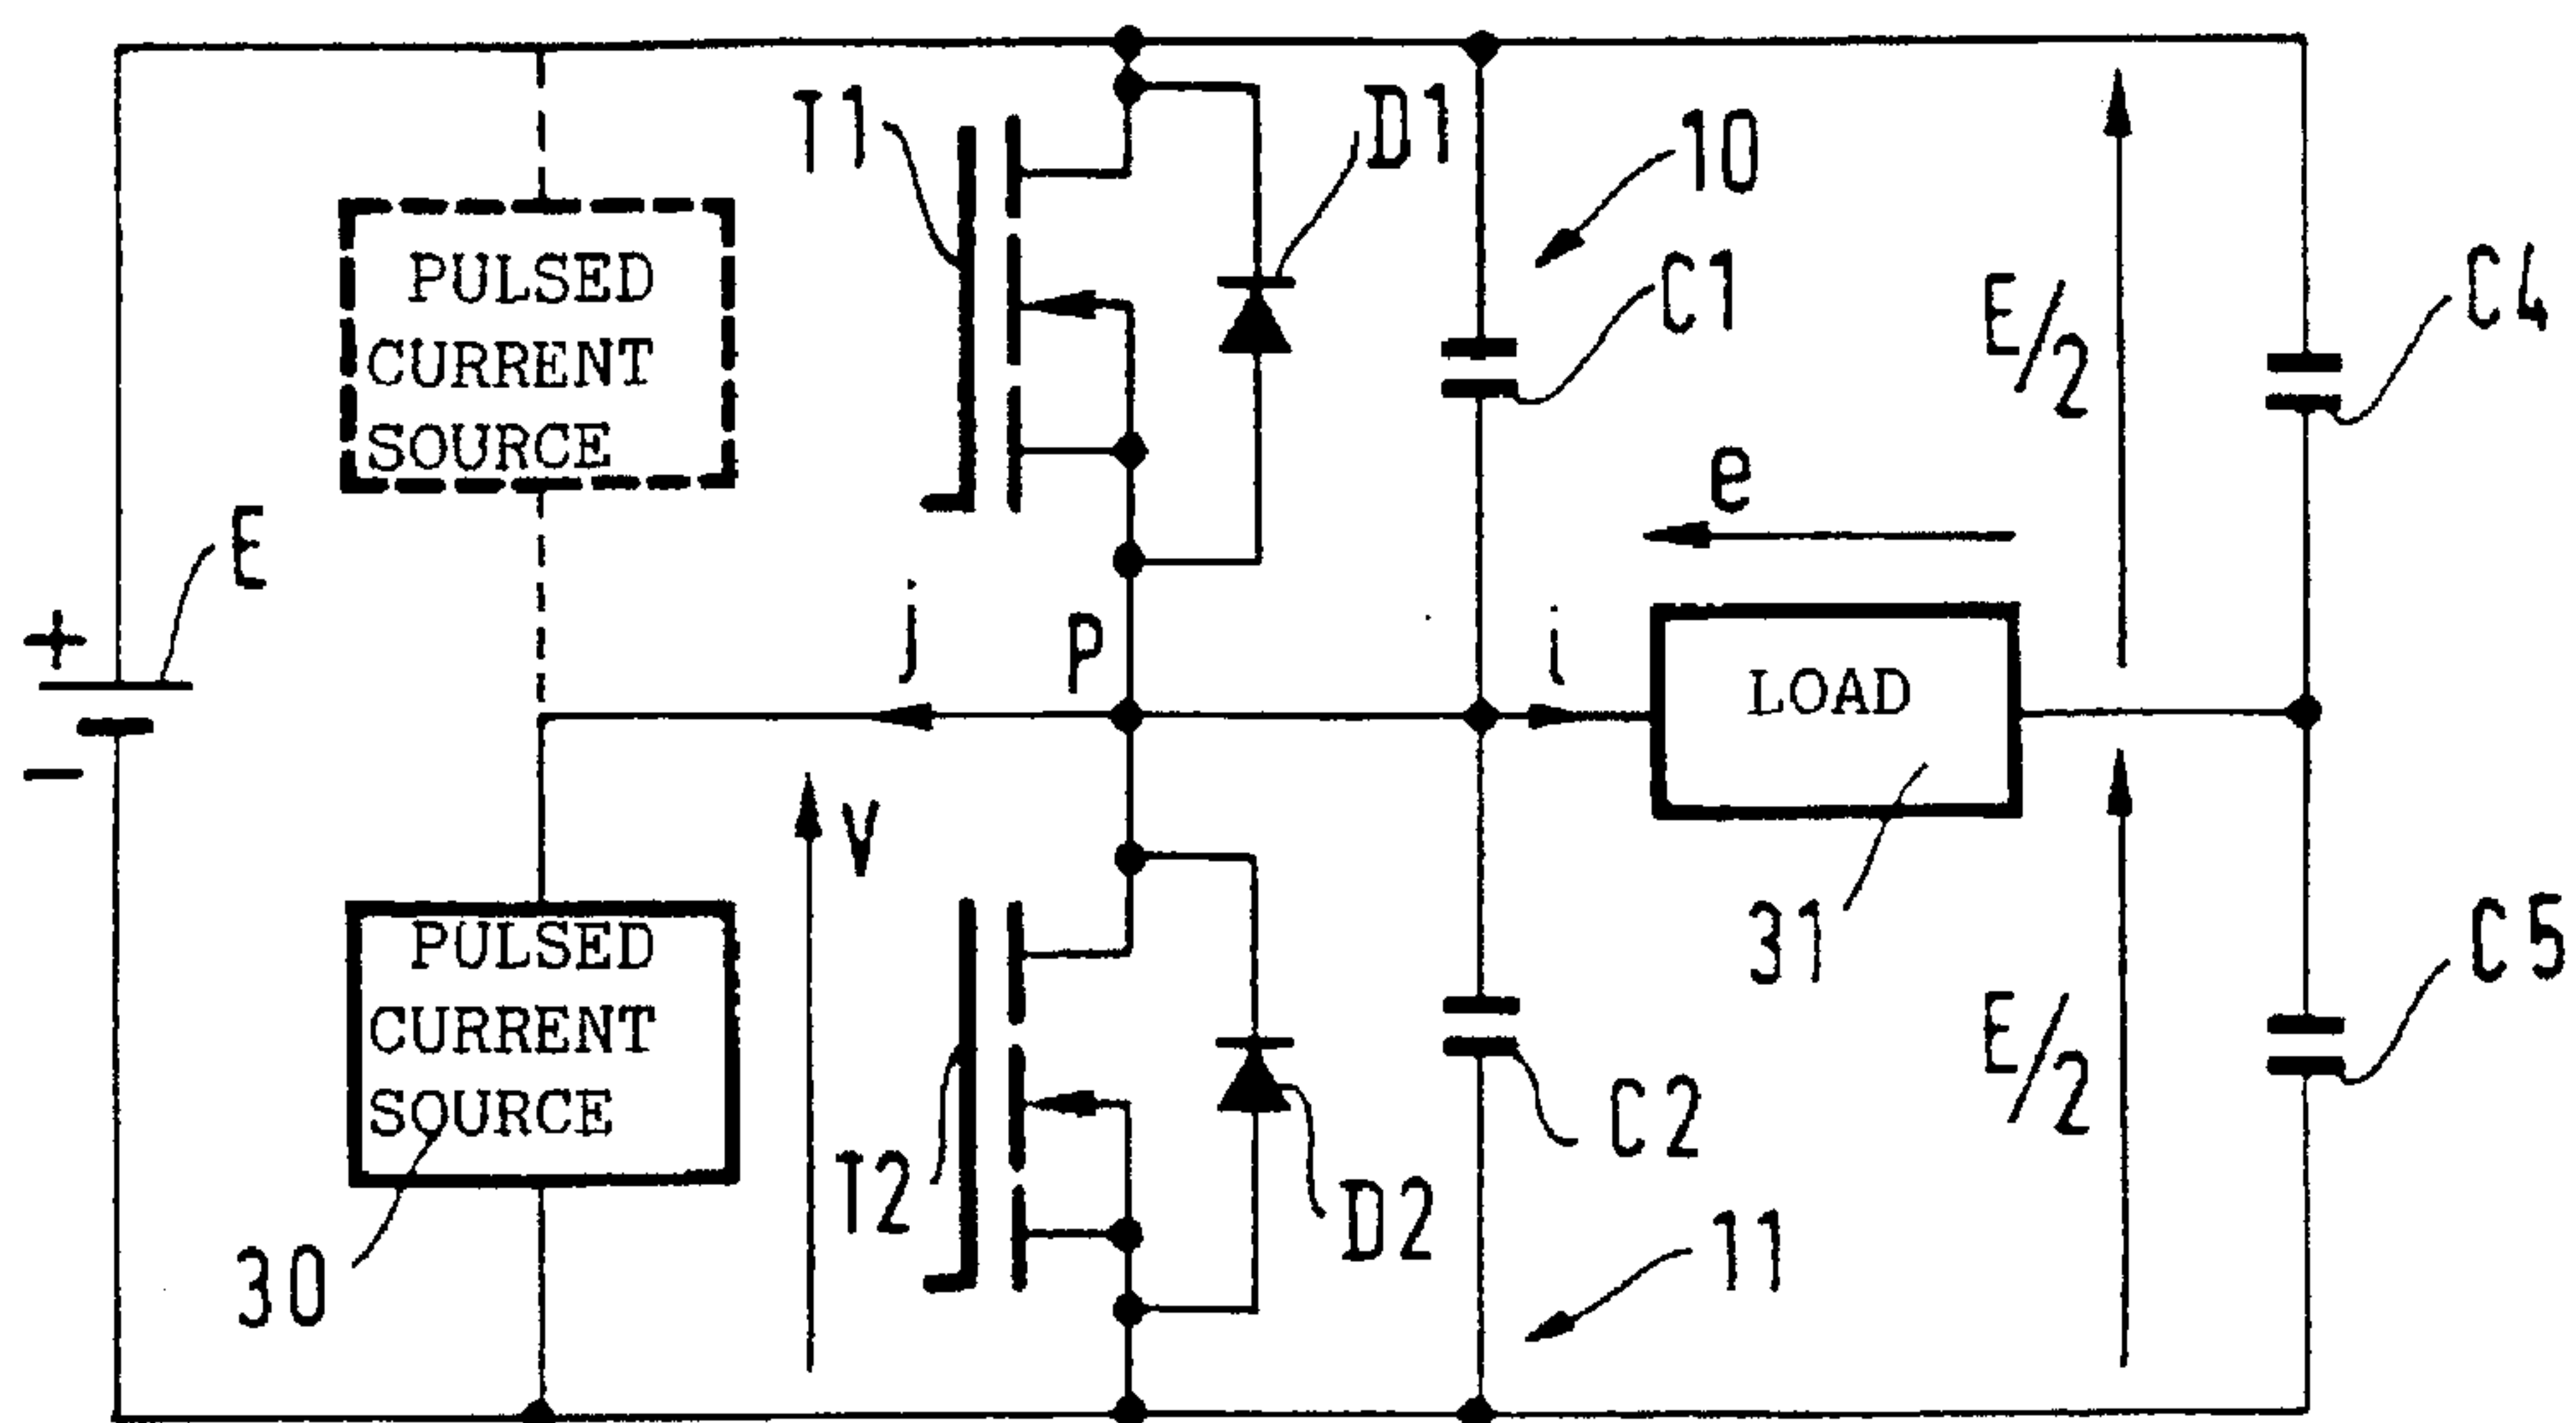 T1
D1
10
PULSED
CURRENT
SOURCE
C1
E/2
C4
e
E
+
-
j
P
i
LOAD
V
31
C5
PULSED
CURRENT
SOURCE
E/2
C2
T2
D2
11
30